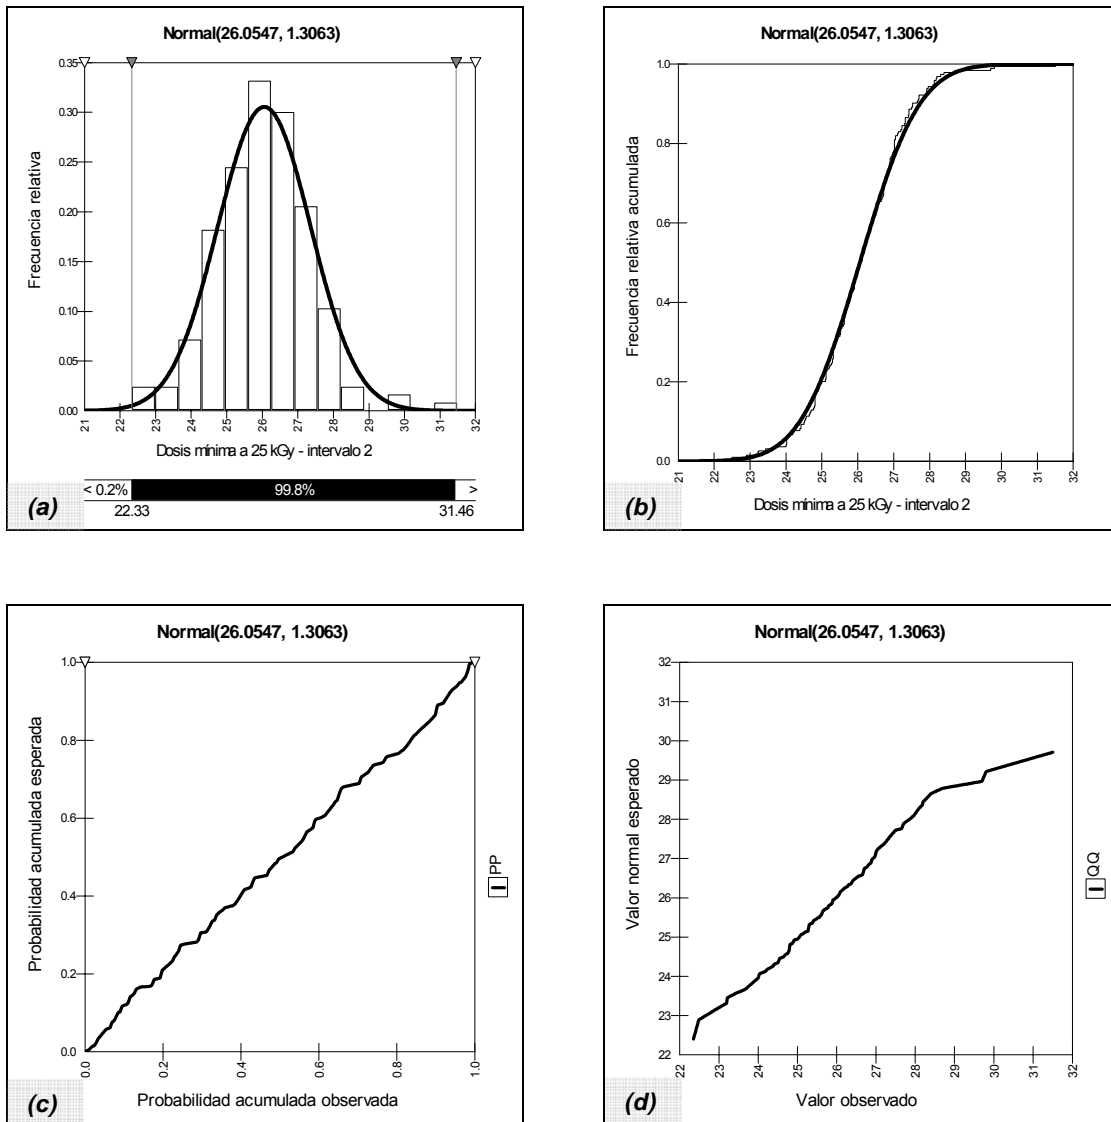 Normal(26.0547, 1.3063)
Frecuencia relativa
0.35
0.30
0.25
0.20
0.15
0.10
0.05
0.00
21 22 23 24 25 26 27 28 29 30 31 32
Dosis mínima a 25 kGy - intervalo 2
< 0.2% 99.8% >
22.33 31.46
(a)
Normal(26.0547, 1.3063)
Frecuencia relativa acumulada
1.0
0.8
0.6
0.4
0.2
0.0
21 22 23 24 25 26 27 28 29 30 31 32
Dosis mínima a 25 kGy - intervalo 2
(b)
Normal(26.0547, 1.3063)
Probabilidad acumulada esperada
1.0
0.8
0.6
0.4
0.2
0.0
0.0 0.2 0.4 0.6 0.8 1.0
Probabilidad acumulada observada
PP
(c)
Normal(26.0547, 1.3063)
Valor normal esperado
32
31
30
29
28
27
26
25
24
23
22
22 23 24 25 26 27 28 29 30 31 32
Valor observado
QQ
(d)